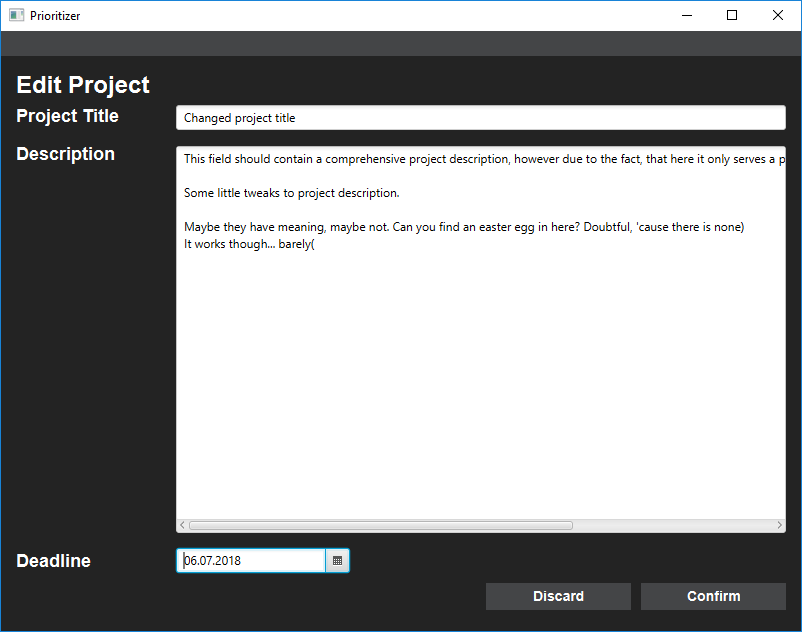 Prioritizer
Edit Project
Project Title
Changed project title
Description
This field should contain a comprehensive project description, however due to the fact, that here it only serves a p
Some little tweaks to project description.
Maybe they have meaning, maybe not. Can you find an easter egg in here? Doubtful, 'cause there is none)
It works though... barely(
Deadline
06.07.2018
Discard
Confirm